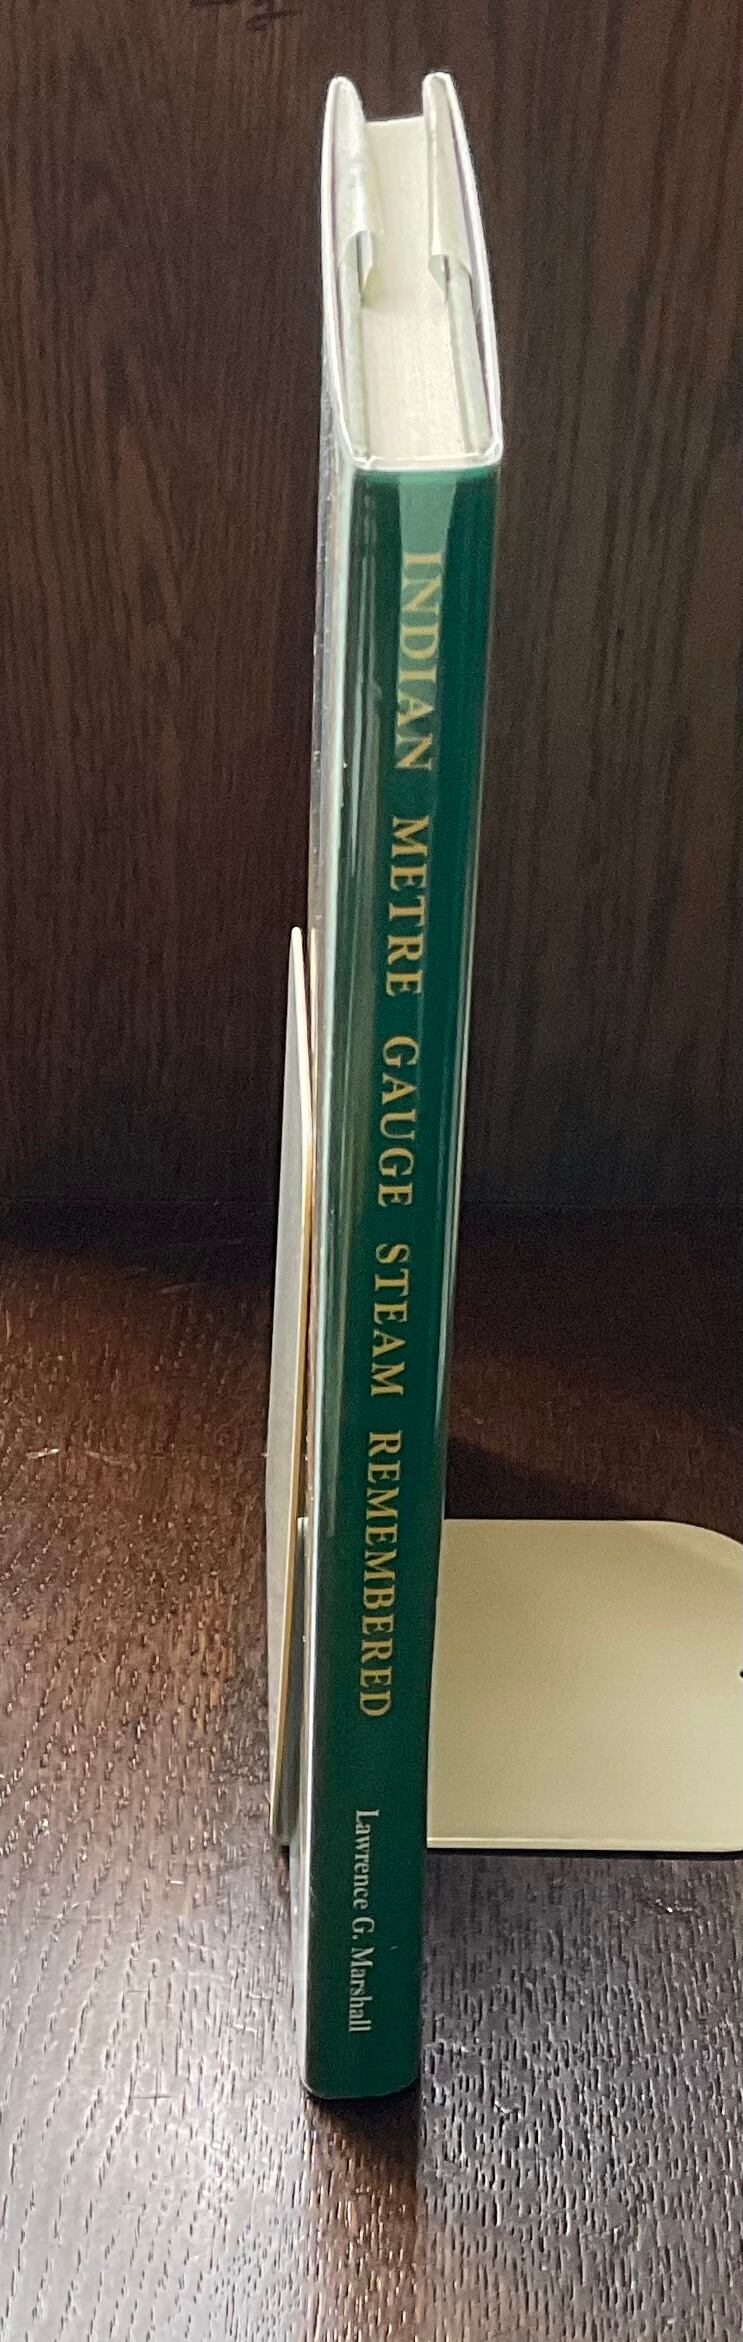 INDIAN METRE GAUGE STEAM REMEMBERED
Lawrence G. Marshall